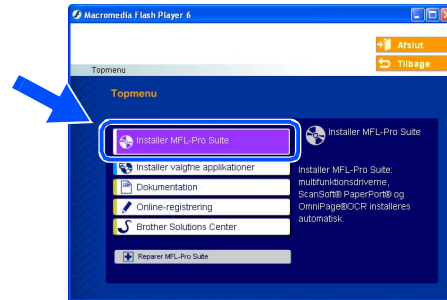 Macromedia Flash Player 6
Afslut
Tilbage
Topmenu
Topmenu
Installer MFL-Pro Suite
Installer valgfrie applikationer
Dokumentation
Online-registrering
Brother Solutions Center
Reparer MFL-Pro Suite
Installer MFL-Pro Suite
Installer MFL-Pro Suite:
multifunktionsdriverne,
ScanSoft® PaperPort® og
OmniPage®OCR installeres
automatisk.